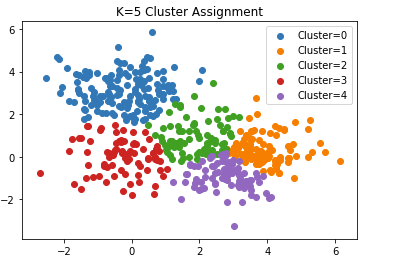 K=5 Cluster Assignment
Cluster=0
Cluster=1
Cluster=2
Cluster=3
Cluster=4
6
4
2
0
−2
−2 0 2 4 6